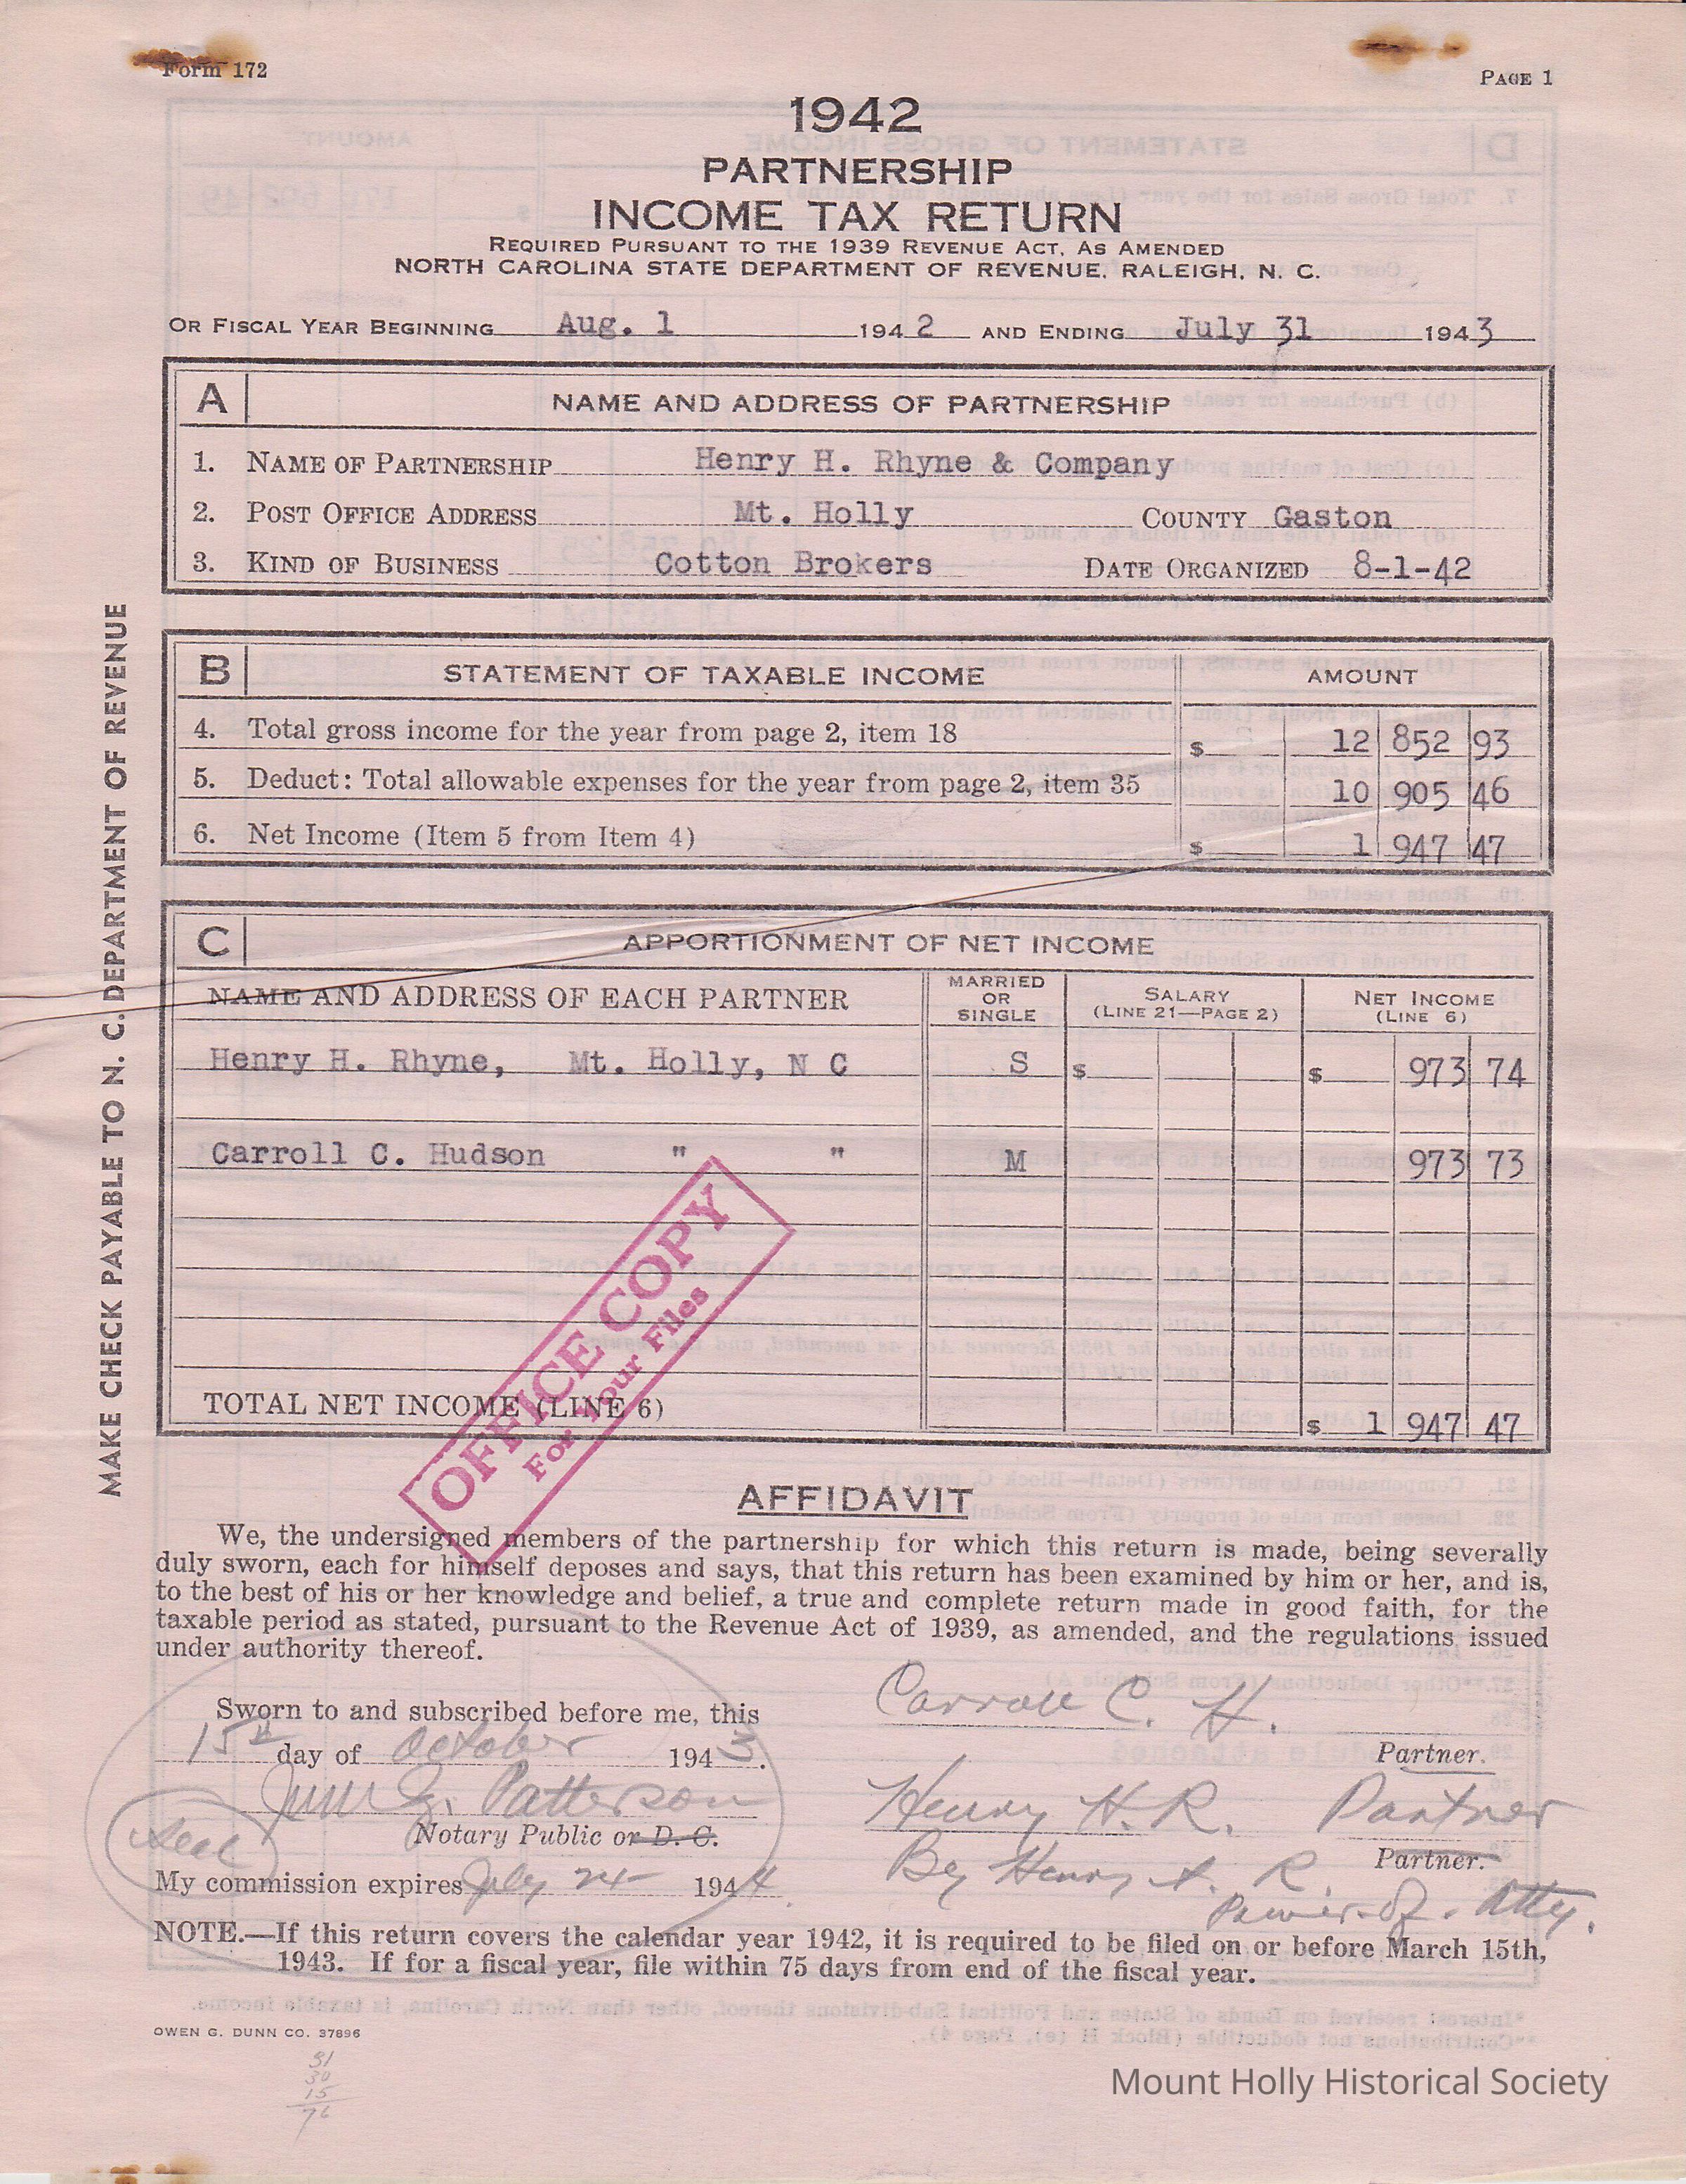 Form 172
PAGE 1
1942
PARTNERSHIP
INCOME TAX RETURN
REQUIRED PURSUANT TO THE 1939 REVENUE ACT, AS AMENDED
NORTH CAROLINA STATE DEPARTMENT OF REVENUE, RALEIGH, N. C.
OR FISCAL YEAR BEGINNING Aug. 1 1942 AND ENDING July 31 1943
A NAME AND ADDRESS OF PARTNERSHIP
1. NAME OF PARTNERSHIP Henry H. Rhyne & Company
2. POST OFFICE ADDRESS Mt. Holly COUNTY Gaston
3. KIND OF BUSINESS Cotton Brokers DATE ORGANIZED 8-1-42
MAKE CHECK PAYABLE TO N. C. DEPARTMENT OF REVENUE
B STATEMENT OF TAXABLE INCOME AMOUNT
4. Total gross income for the year from page 2, item 18 $ 12 852 93
5. Deduct: Total allowable expenses for the year from page 2, item 35 10 905 46
6. Net Income (Item 5 from Item 4) $ 1 947 47
C APPORTIONMENT OF NET INCOME
NAME AND ADDRESS OF EACH PARTNER MARRIED OR SINGLE SALARY (LINE 21—PAGE 2) NET INCOME (LINE 6)
Henry H. Rhyne, Mt. Holly, N C S $ $ 973 74
Carroll C. Hudson " " M 973 73
OFFICE COPY
For Your Files
TOTAL NET INCOME (LINE 6) $ 1 947 47
AFFIDAVIT
We, the undersigned members of the partnership for which this return is made, being severally
duly sworn, each for himself deposes and says, that this return has been examined by him or her, and is,
to the best of his or her knowledge and belief, a true and complete return made in good faith, for the
taxable period as stated, pursuant to the Revenue Act of 1939, as amended, and the regulations issued
under authority thereof.
Carroll C. H.
Sworn to and subscribed before me, this
15th day of October 1943.
Partner.
Patterson
Henry H. R. Partner
Seal
Notary Public or D. C.
Partner.
By Henry A. R.
My commission expires July 24 1944
Power of Atty.
NOTE.—If this return covers the calendar year 1942, it is required to be filed on or before March 15th,
1943. If for a fiscal year, file within 75 days from end of the fiscal year.
OWEN G. DUNN CO. 37896
31
30
15
76
Mount Holly Historical Society